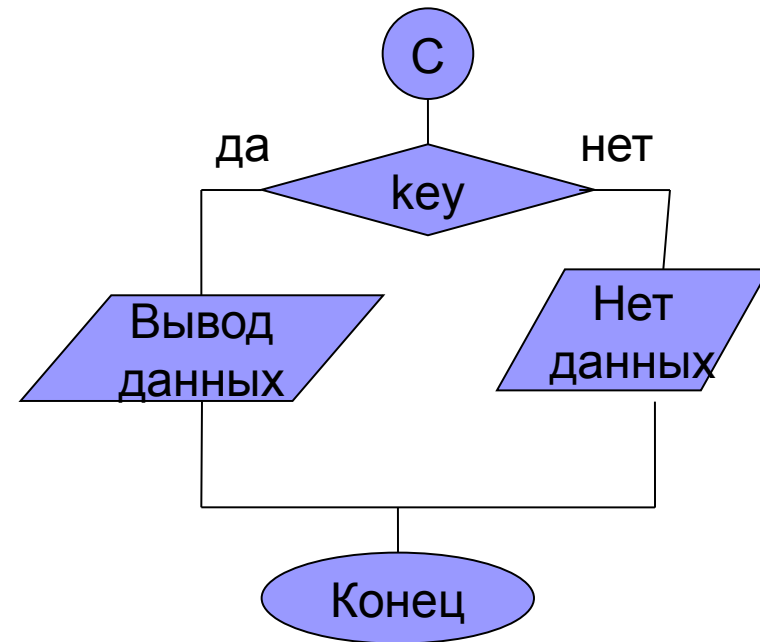 С
да
нет
key
Вывод
данных
Нет
данных
Конец